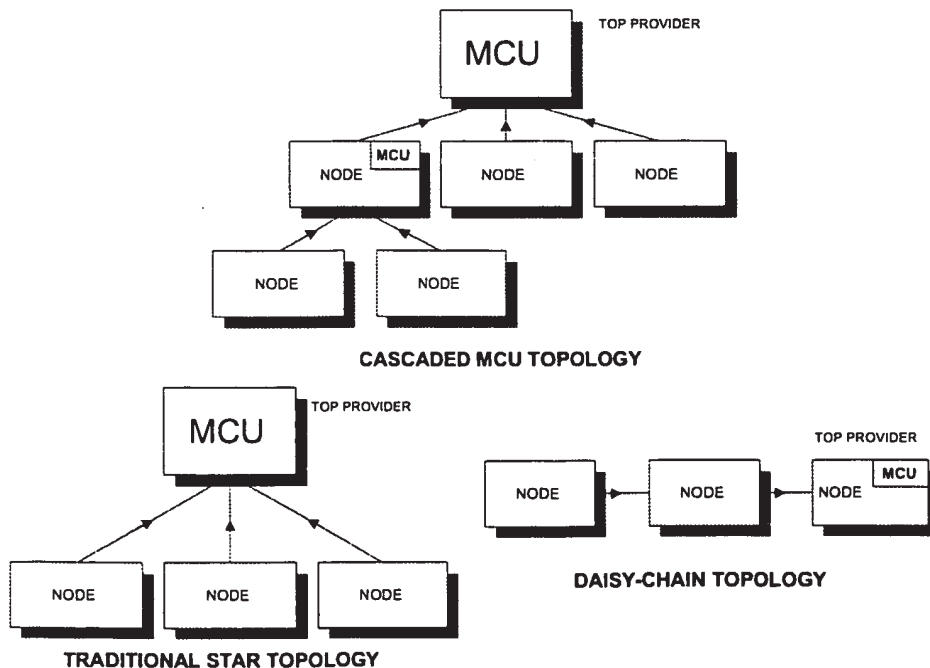 TOP PROVIDER
MCU
MCU
NODE
NODE
NODE
NODE
NODE
CASCADED MCU TOPOLOGY
TOP PROVIDER
MCU
NODE
NODE
NODE
TRADITIONAL STAR TOPOLOGY
TOP PROVIDER
NODE
NODE
NODE
MCU
DAISY-CHAIN TOPOLOGY